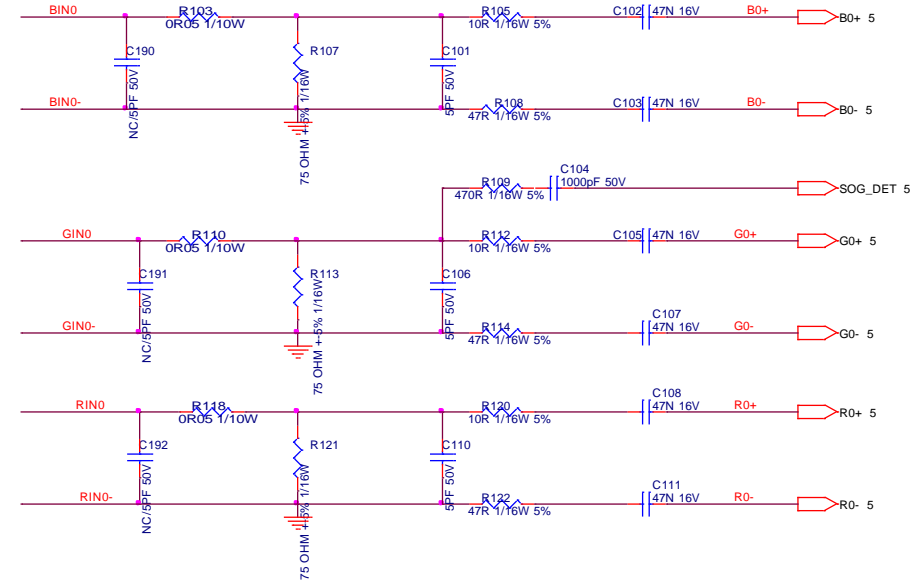 BIN0
R103
0R05 1/10W
R105
10R 1/16W 5%
C102
47N 16V
B0+
B0+ 5
C190
NC/5PF 50V
R107
75 OHM +-5% 1/16W
C101
5PF 50V
BIN0-
R108
47R 1/16W 5%
C103
47N 16V
B0-
B0- 5
R109
470R 1/16W 5%
C104
1000pF 50V
SOG_DET 5
GIN0
R110
0R05 1/10W
R112
10R 1/16W 5%
C105
47N 16V
G0+
G0+ 5
C191
NC/5PF 50V
R113
75 OHM +-5% 1/16W
C106
5PF 50V
GIN0-
R114
47R 1/16W 5%
C107
47N 16V
G0-
G0- 5
RIN0
R118
0R05 1/10W
R120
10R 1/16W 5%
C108
47N 16V
R0+
R0+ 5
C192
NC/5PF 50V
R121
75 OHM +-5% 1/16W
C110
5PF 50V
RIN0-
R122
47R 1/16W 5%
C111
47N 16V
R0-
R0- 5